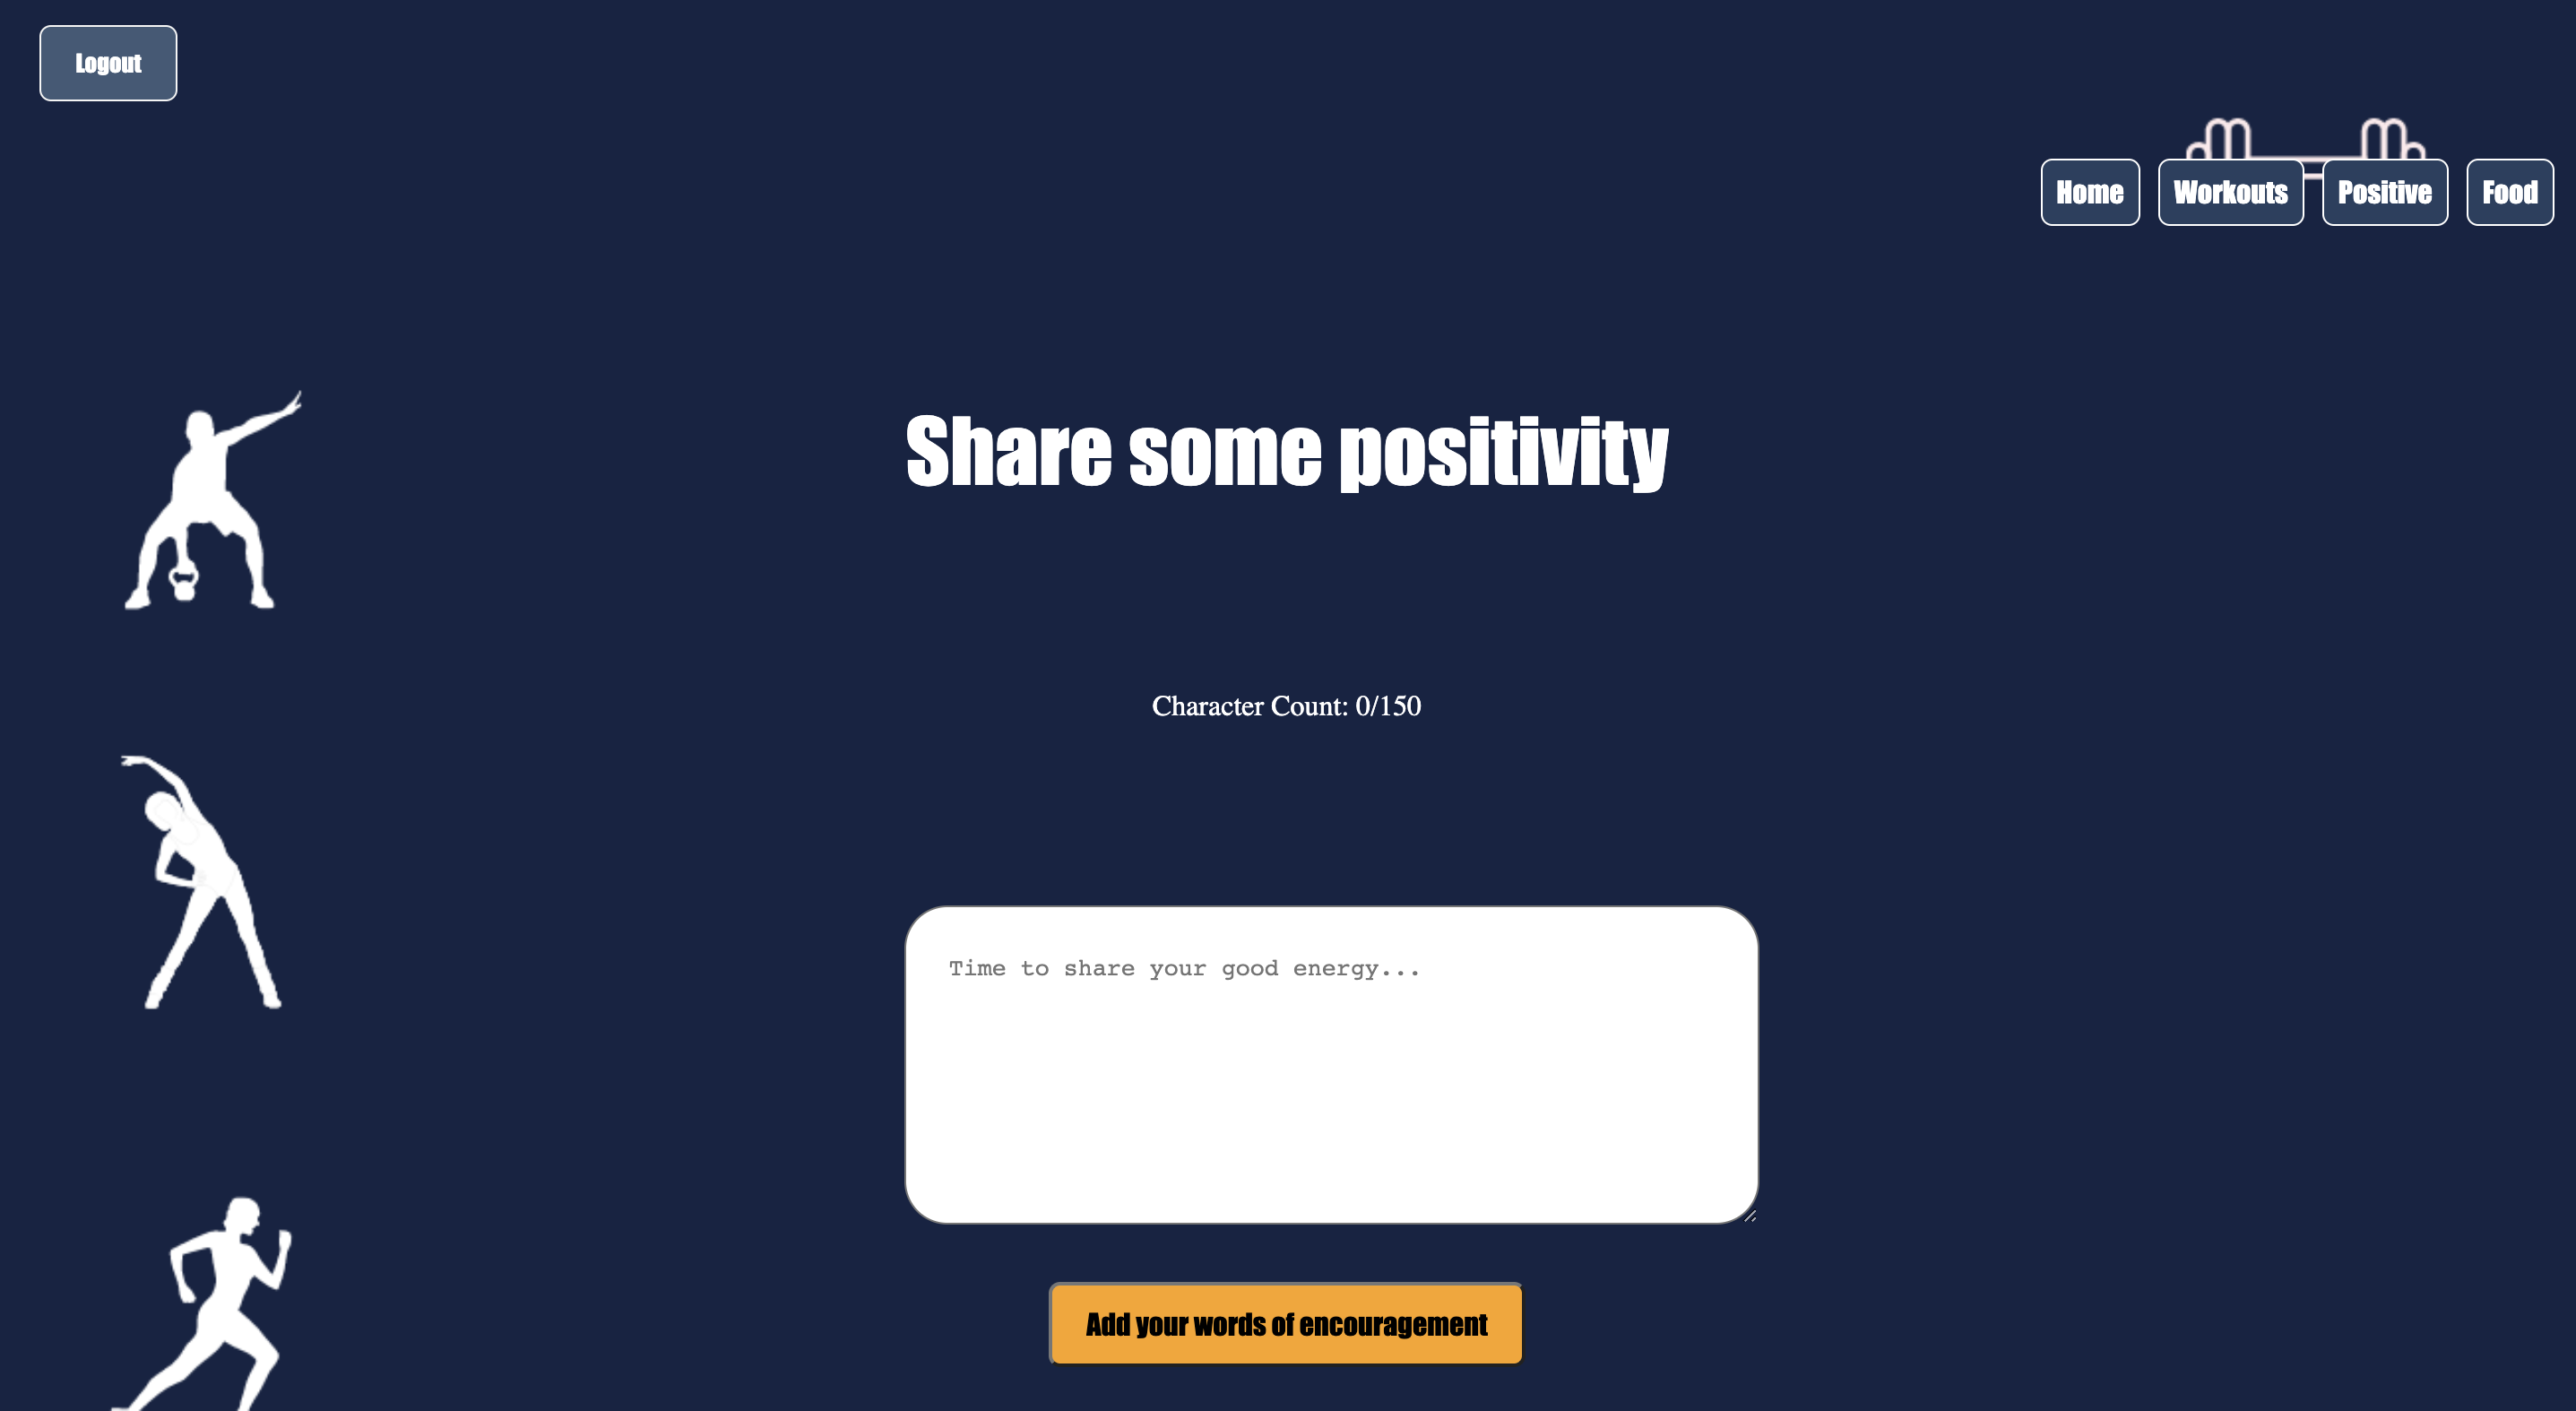 Logout
Home
Workouts
Positive
Food
Share some positivity
Character Count: 0/150
Time to share your good energy...
Add your words of encouragement